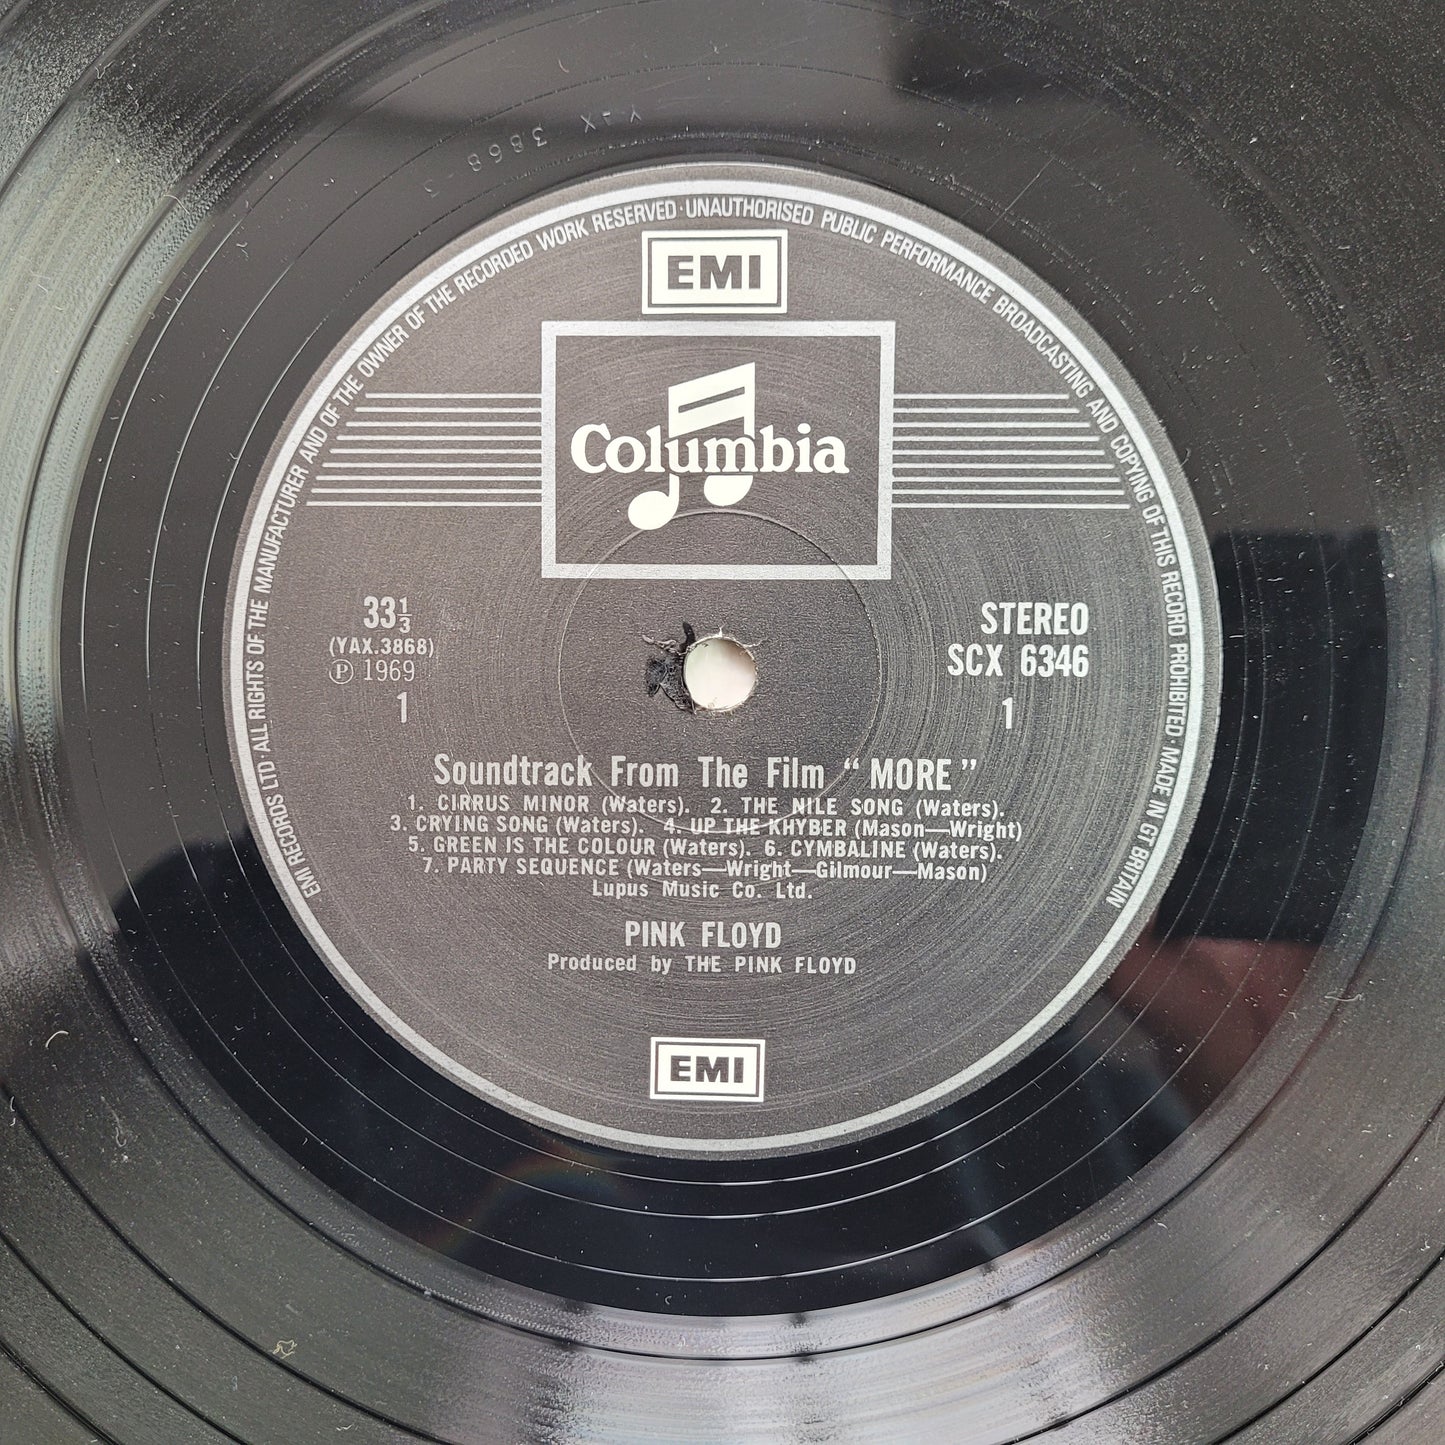 YAX 3868-3
EMI RECORDS LTD · ALL RIGHTS OF THE MANUFACTURER AND OF THE OWNER OF THE RECORDED WORK RESERVED · UNAUTHORISED PUBLIC PERFORMANCE BROADCASTING AND COPYING OF THIS RECORD PROHIBITED · MADE IN GT BRITAIN
EMI
Columbia
33⅓
(YAX.3868)
Ⓟ 1969
1
STEREO
SCX 6346
1
Soundtrack From The Film “ MORE ”
1. CIRRUS MINOR (Waters). 2. THE NILE SONG (Waters).
3. CRYING SONG (Waters). 4. UP THE KHYBER (Mason—Wright)
5. GREEN IS THE COLOUR (Waters). 6. CYMBALINE (Waters).
7. PARTY SEQUENCE (Waters—Wright—Gilmour—Mason)
Lupus Music Co. Ltd.
PINK FLOYD
Produced by THE PINK FLOYD
EMI